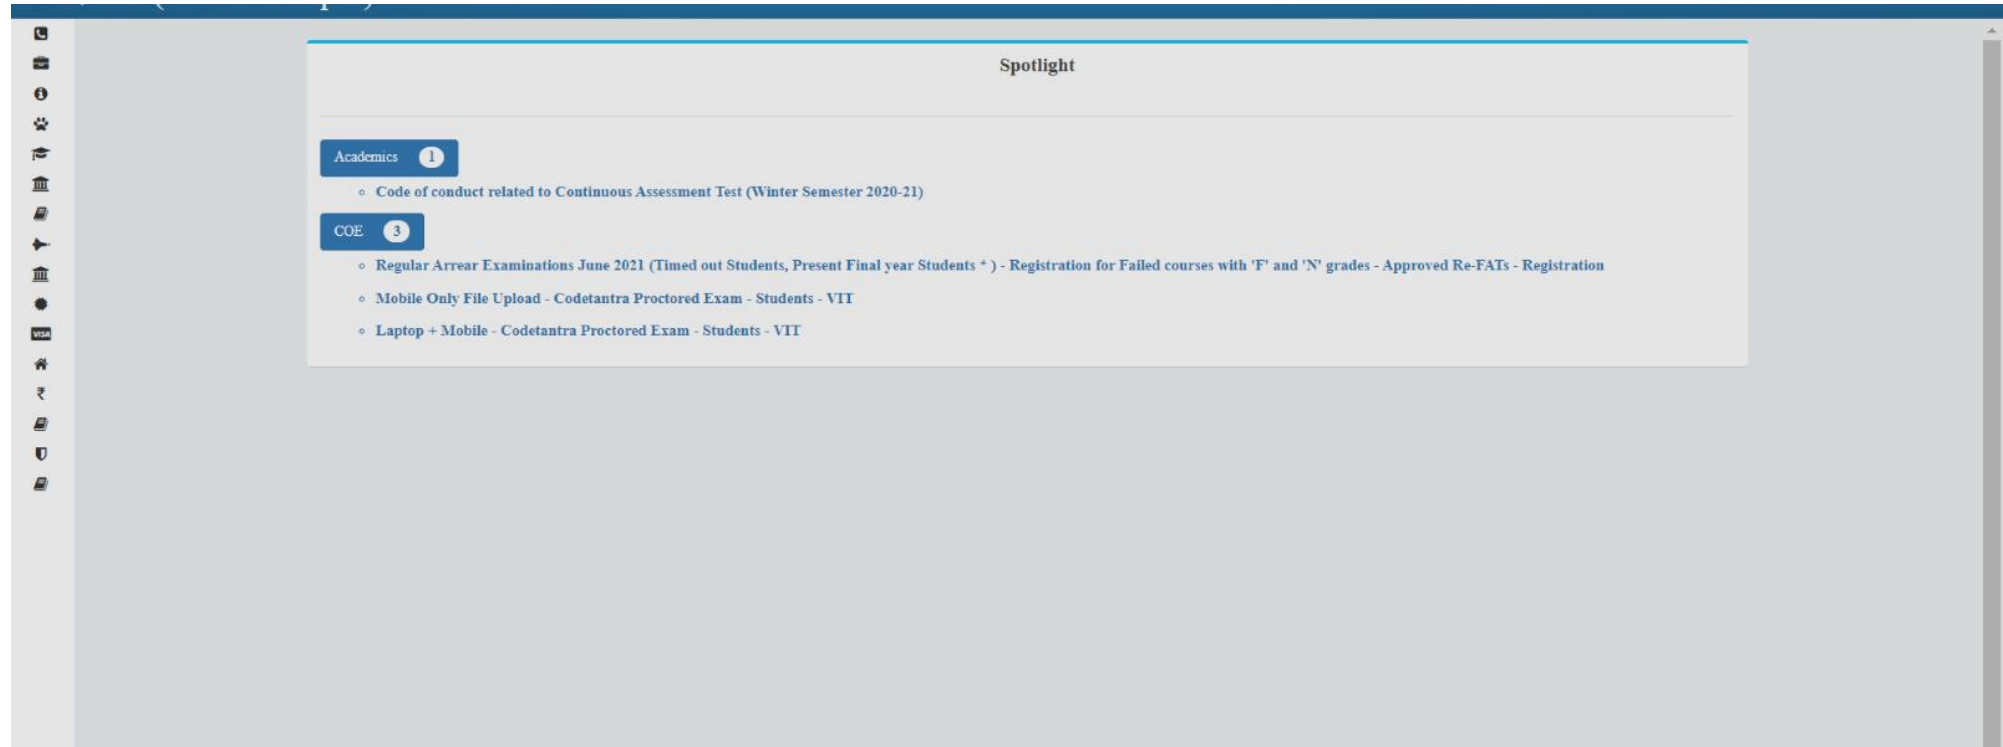 Spotlight
Academics 1
Code of conduct related to Continuous Assessment Test (Winter Semester 2020-21)
COE 3
Regular Arrear Examinations June 2021 (Timed out Students, Present Final year Students * ) - Registration for Failed courses with 'F' and 'N' grades - Approved Re-FATs - Registration
Mobile Only File Upload - Codetantra Proctored Exam - Students - VIT
Laptop + Mobile - Codetantra Proctored Exam - Students - VIT
VISA
₹